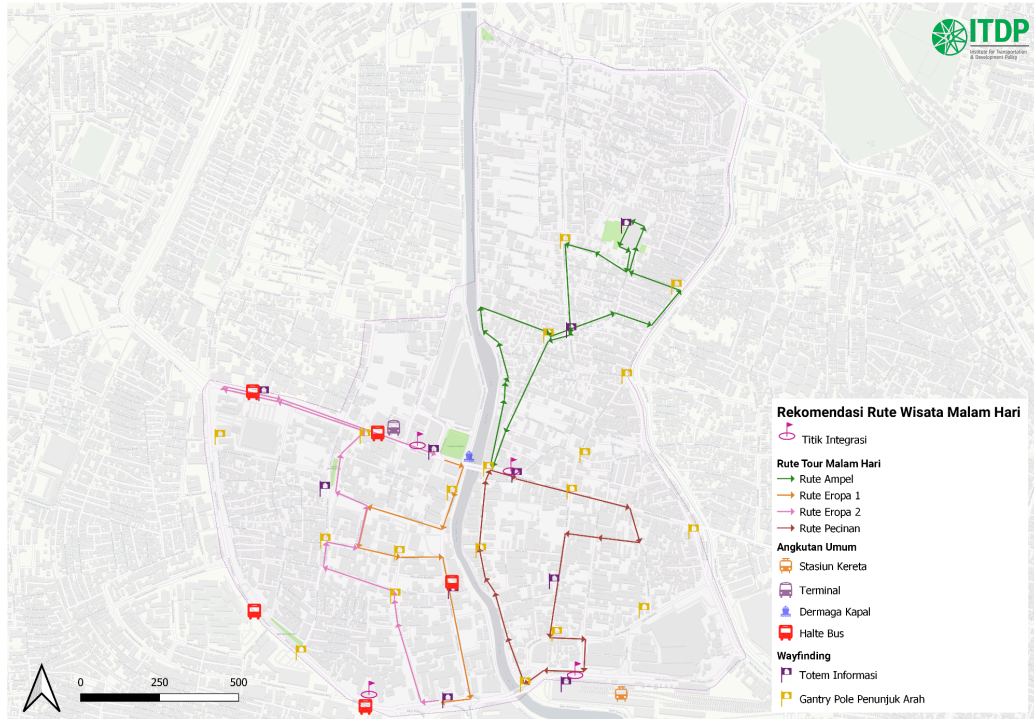 ITDP
Institute for Transportation
& Development Policy
Rekomendasi Rute Wisata Malam Hari
Titik Integrasi
Rute Tour Malam Hari
Rute Ampel
Rute Eropa 1
Rute Eropa 2
Rute Pecinan
Angkutan Umum
Stasiun Kereta
Terminal
Dermaga Kapal
Halte Bus
Wayfinding
Totem Informasi
Gantry Pole Penunjuk Arah
0 250 500